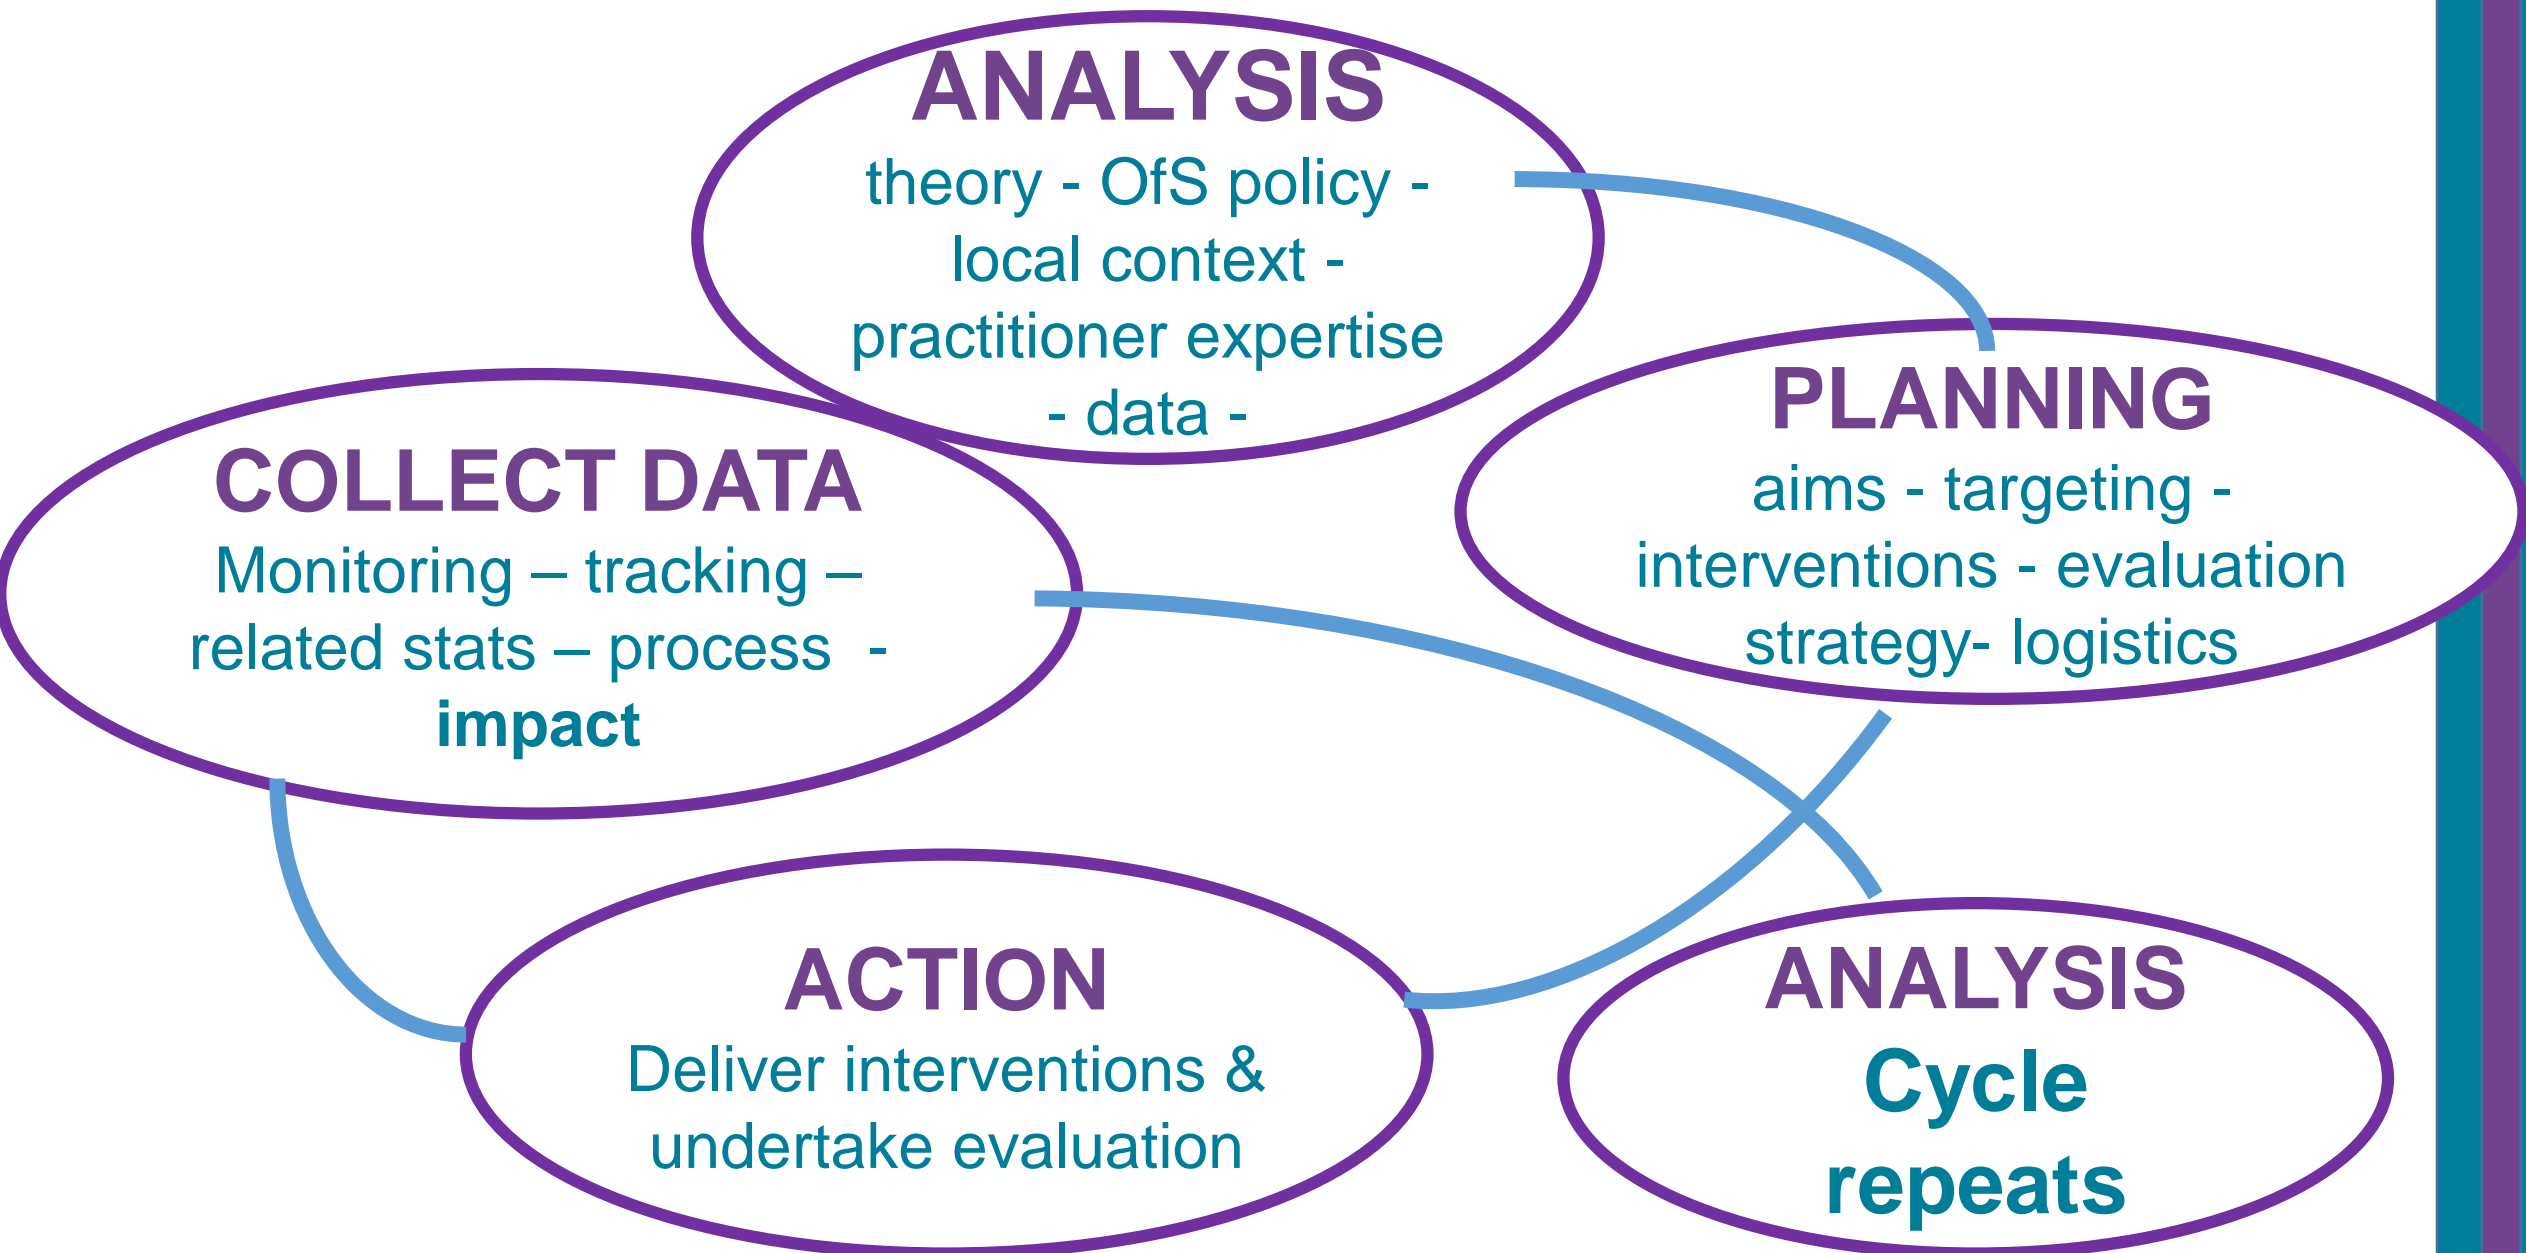 ANALYSIS
theory - OfS policy -
local context -
practitioner expertise
- data -
PLANNING
aims - targeting -
interventions - evaluation
strategy- logistics
COLLECT DATA
Monitoring – tracking –
related stats – process  -
impact
ACTION
Deliver interventions &
undertake evaluation
ANALYSIS
Cycle
repeats